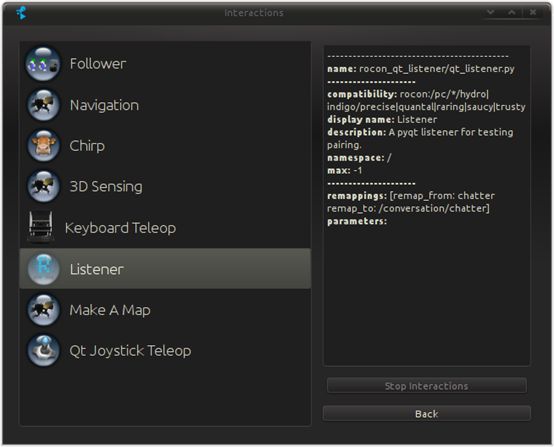 interactions
Follower
Navigation
Chirp
3D Sensing
Keyboard Teleop
Listener
Make A Map
Qt Joystick Teleop
------------------------------------------
name: rocon_qt_listener/qt_listener.py
---------------------
compatibility: rocon:/pc/*/hydro|
indigo/precise|quantal|raring|saucy|trusty
display name: Listener
description: A pyqt listener for testing
pairing.
namespace: /
max: -1
---------------------
remappings: [remap_from: chatter
remap_to: /conversation/chatter]
parameters:
Stop Interactions
Back